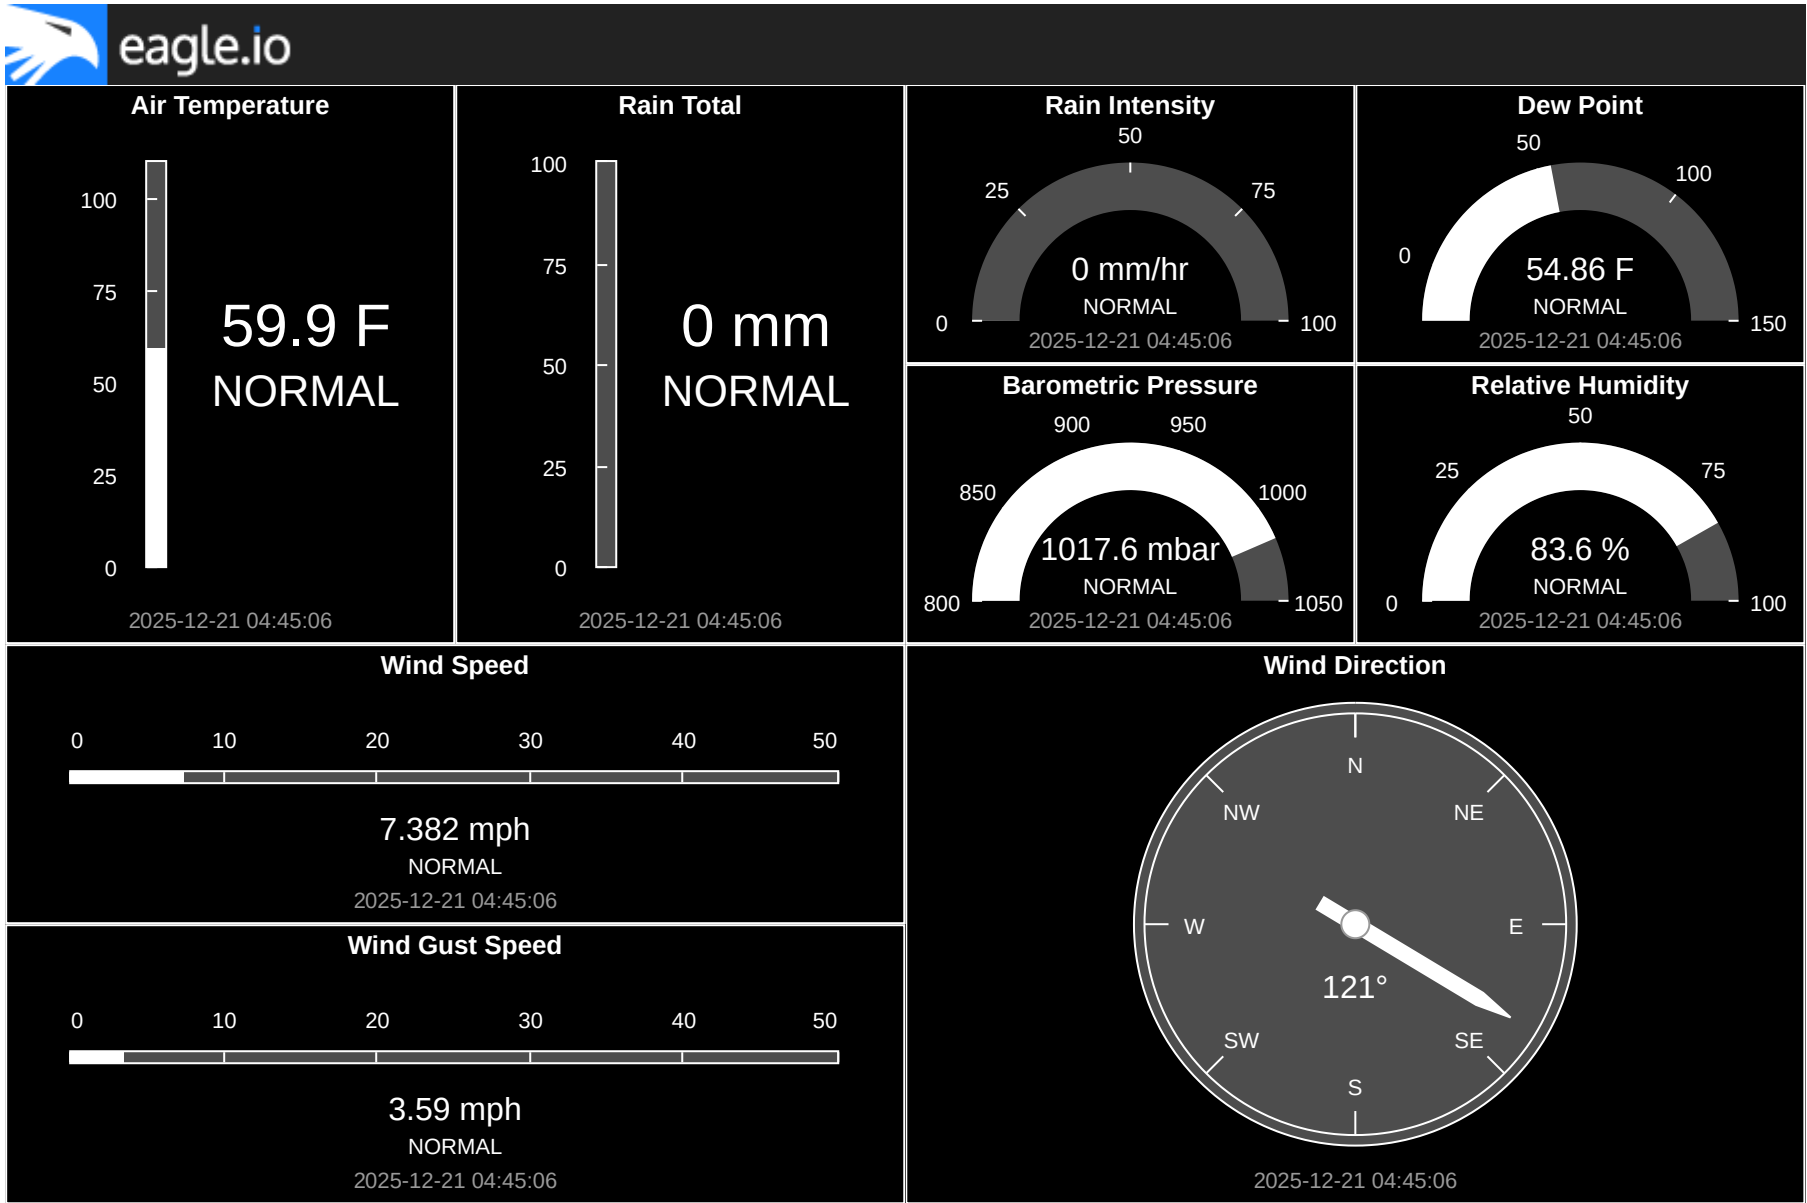 eagle.io
Air Temperature
100
75
50
25
0
59.9 F
NORMAL
2025-12-21 04:45:06
Rain Total
100
75
50
25
0
0 mm
NORMAL
2025-12-21 04:45:06
Rain Intensity
50
25
75
0
100
0 mm/hr
NORMAL
2025-12-21 04:45:06
Dew Point
50
100
0
150
54.86 F
NORMAL
2025-12-21 04:45:06
Barometric Pressure
900
950
850
1000
800
1050
1017.6 mbar
NORMAL
2025-12-21 04:45:06
Relative Humidity
50
25
75
0
100
83.6 %
NORMAL
2025-12-21 04:45:06
Wind Speed
0 10 20 30 40 50
7.382 mph
NORMAL
2025-12-21 04:45:06
Wind Gust Speed
0 10 20 30 40 50
3.59 mph
NORMAL
2025-12-21 04:45:06
Wind Direction
N
NW
NE
W
E
121°
SW
SE
S
2025-12-21 04:45:06